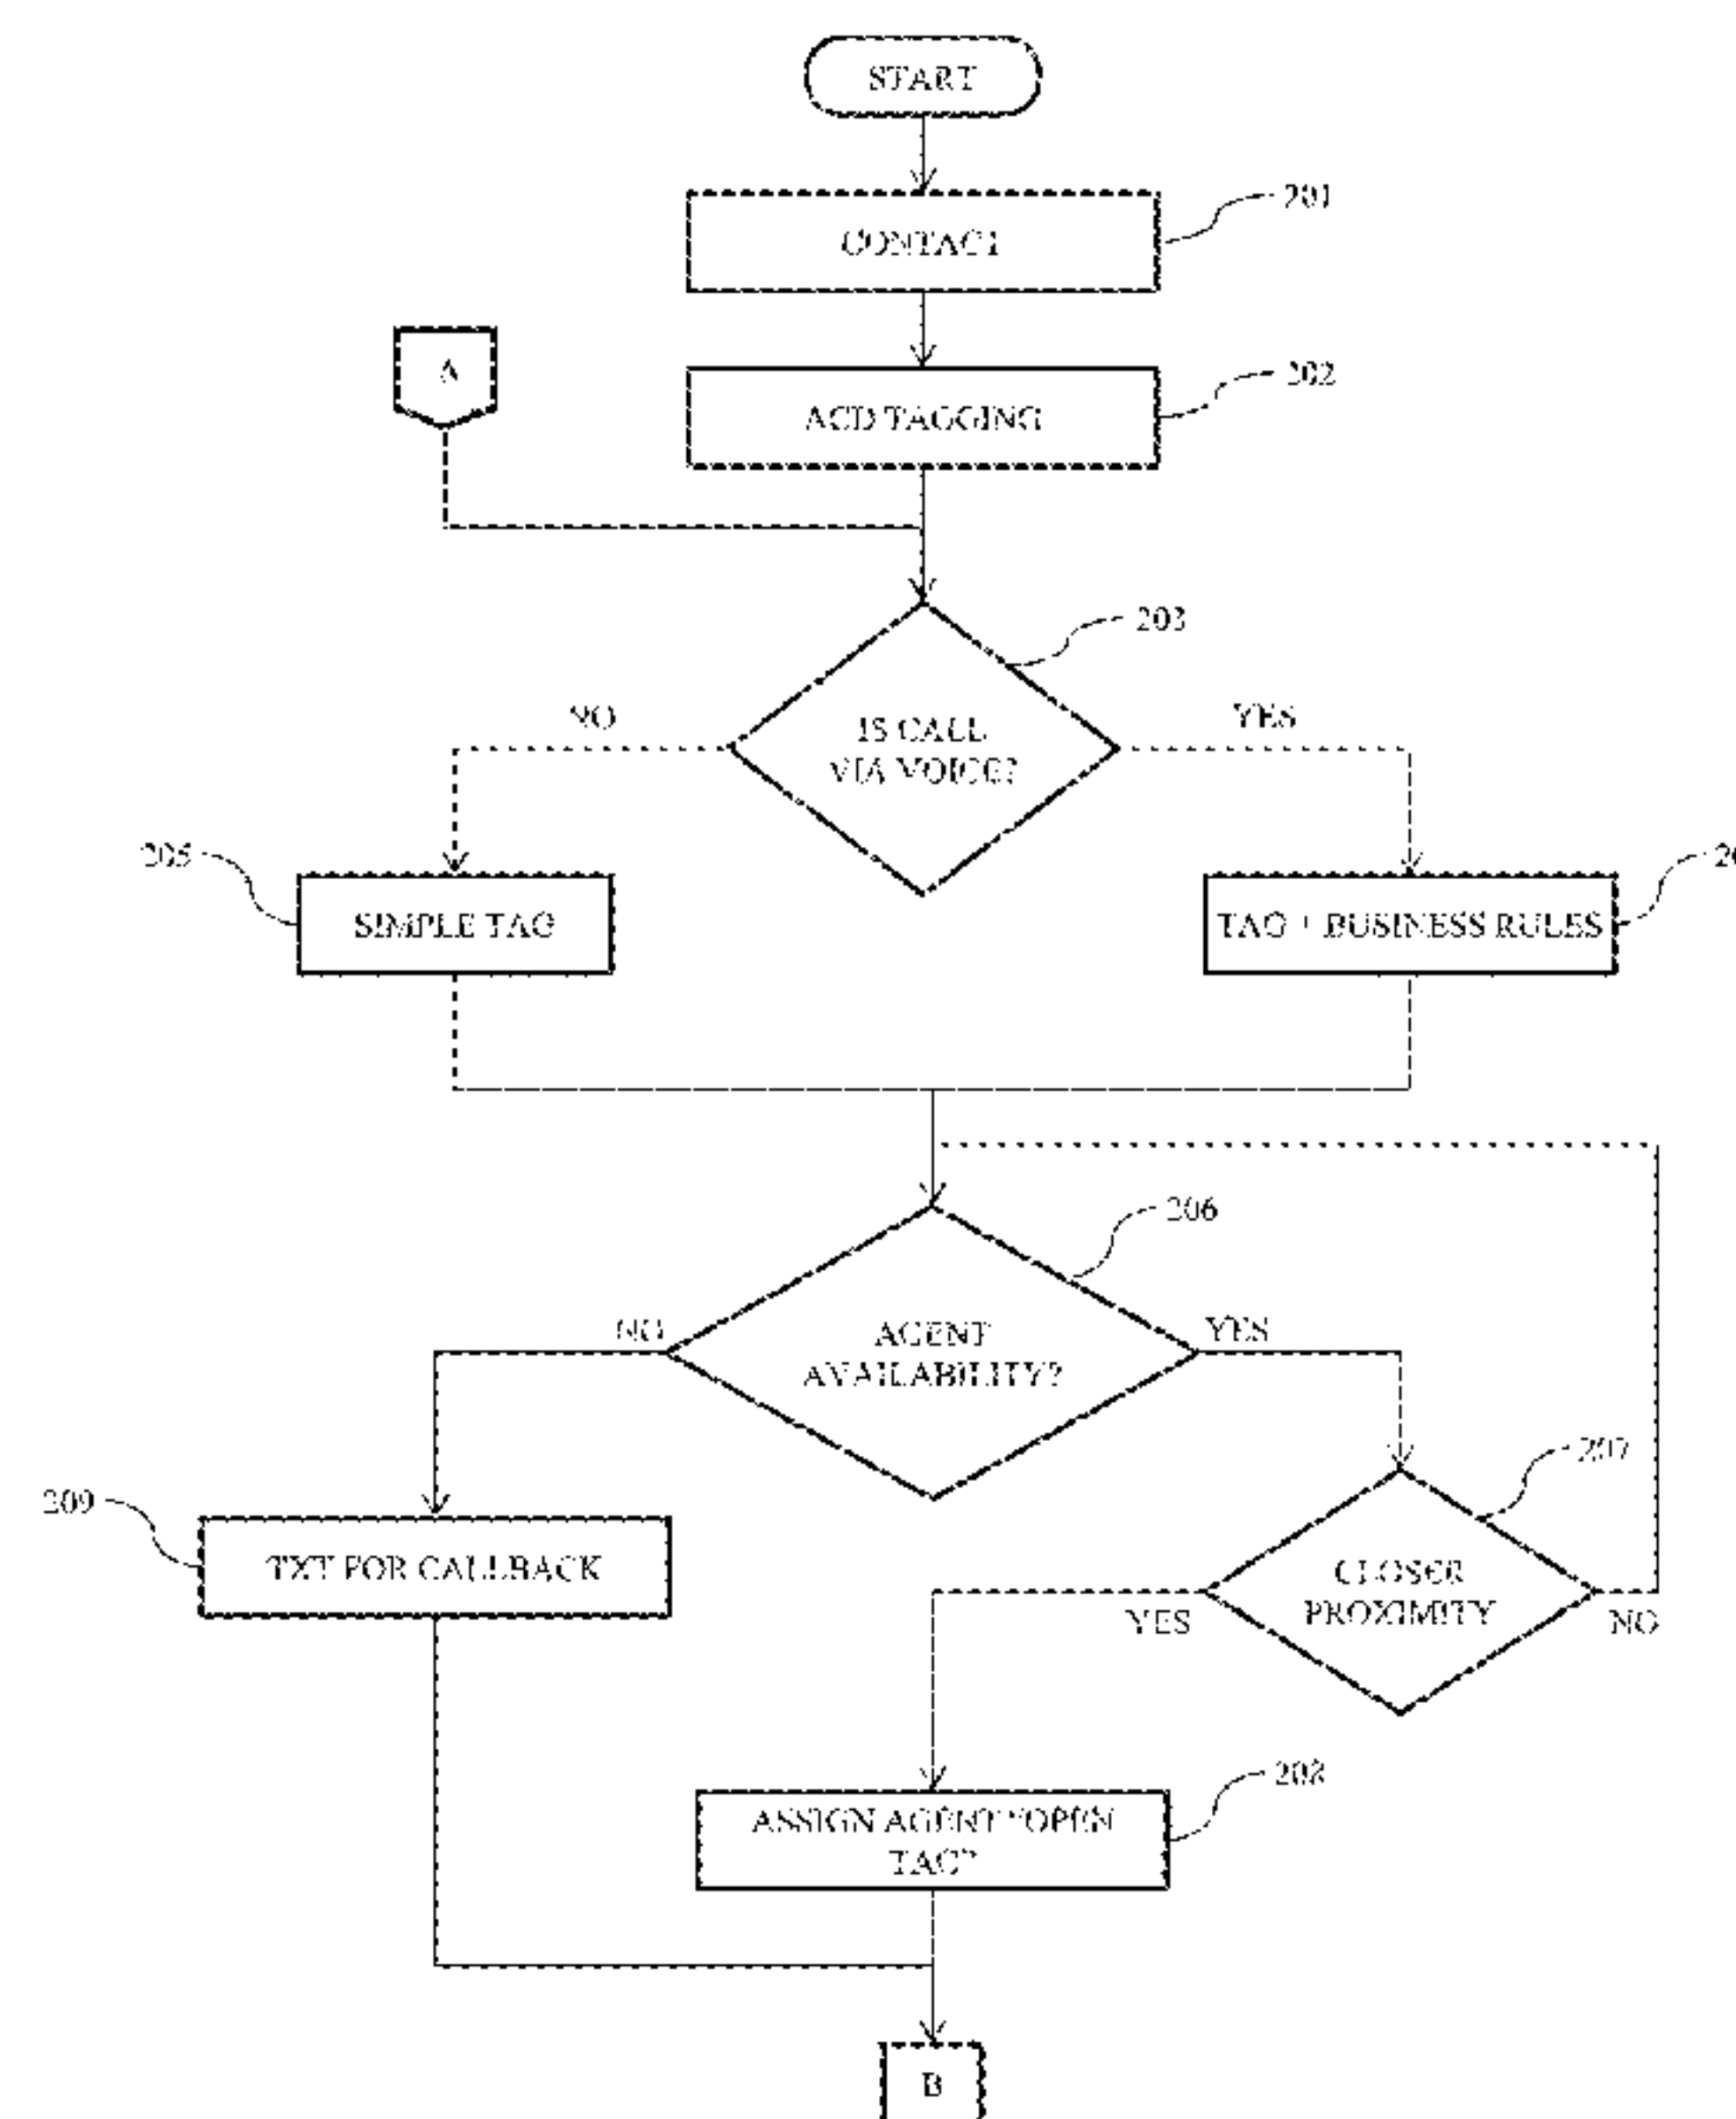 START
CONTACT
201
A
ACD TAGGING
202
203
NO
IS CALL
VIA VOICE?
YES
205
20
SIMPLE TAG
TAG + BUSINESS RULES
206
NO
AGENT
AVAILABILITY?
YES
207
209
TXT FOR CALLBACK
CLOSER
PROXIMITY
YES
NO
208
ASSIGN AGENT "OPEN
TAG"
B